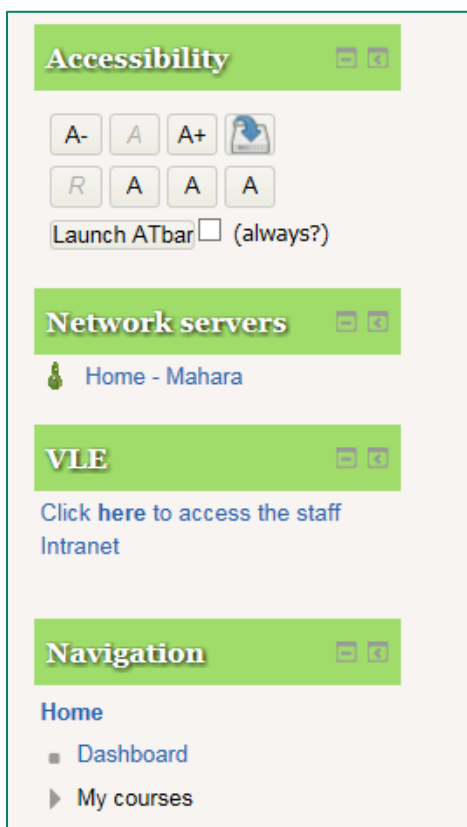 Accessibility
A- A A+
R A A A
Launch ATbar (always?)
Network servers
Home - Mahara
VLE
Click here to access the staff
Intranet
Navigation
Home
Dashboard
My courses